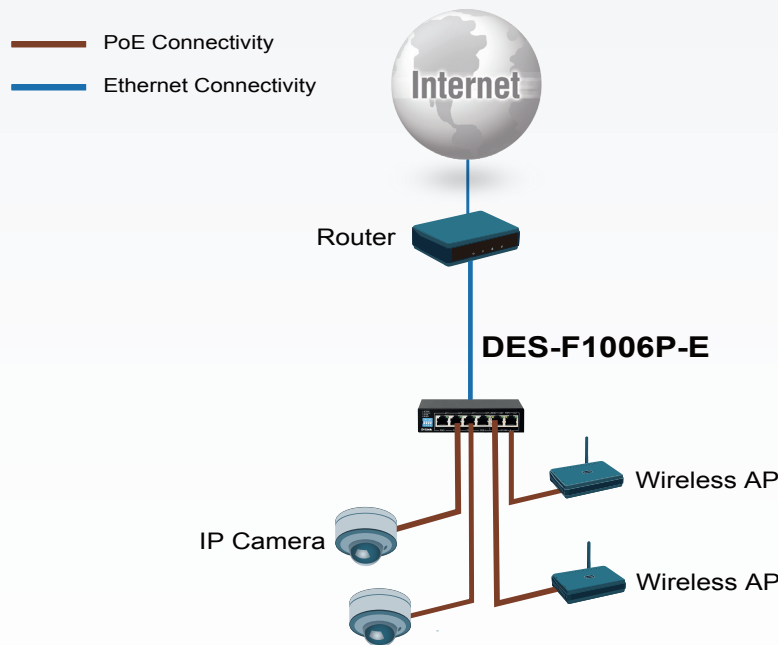 PoE Connectivity
Ethernet Connectivity
Internet
Router
DES-F1006P-E
Wireless AP
IP Camera
Wireless AP